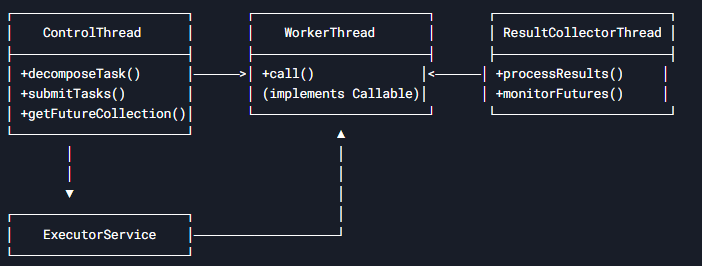 ControlThread
WorkerThread
ResultCollectorThread
+decomposeTask()
+submitTasks()
+getFutureCollection()
+call()
(implements Callable)
+processResults()
+monitorFutures()
ExecutorService